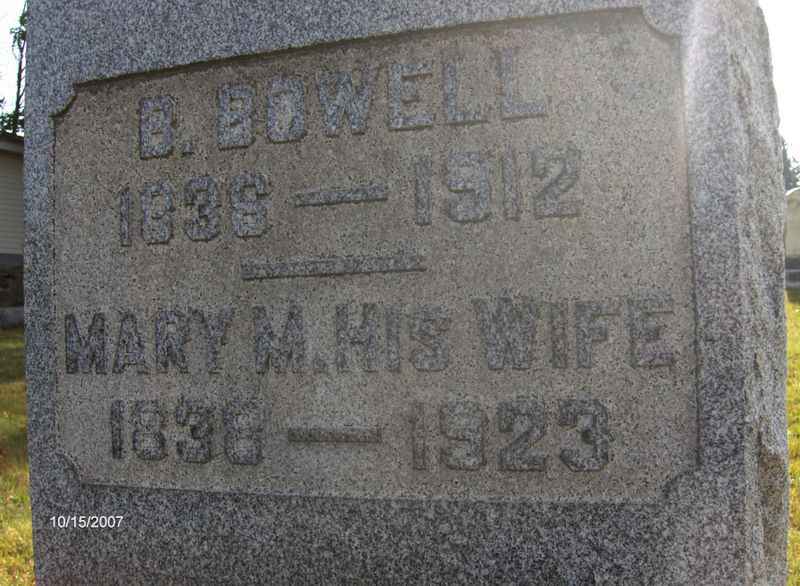 B. BOWELL
1836 — 1912
MARY M. HIS WIFE
1836 — 1923
10/15/2007